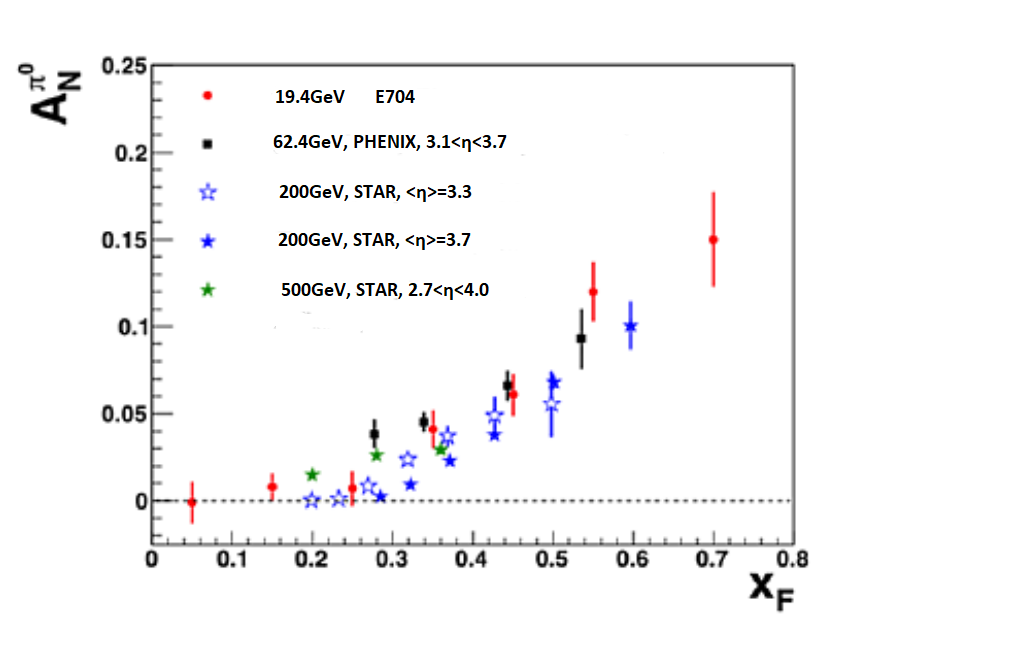 A_N^{π^0}
0.25
0.2
0.15
0.1
0.05
0
19.4GeV E704
62.4GeV, PHENIX, 3.1<η<3.7
200GeV, STAR, <η>=3.3
200GeV, STAR, <η>=3.7
500GeV, STAR, 2.7<η<4.0
0 0.1 0.2 0.3 0.4 0.5 0.6 0.7 0.8
x_F